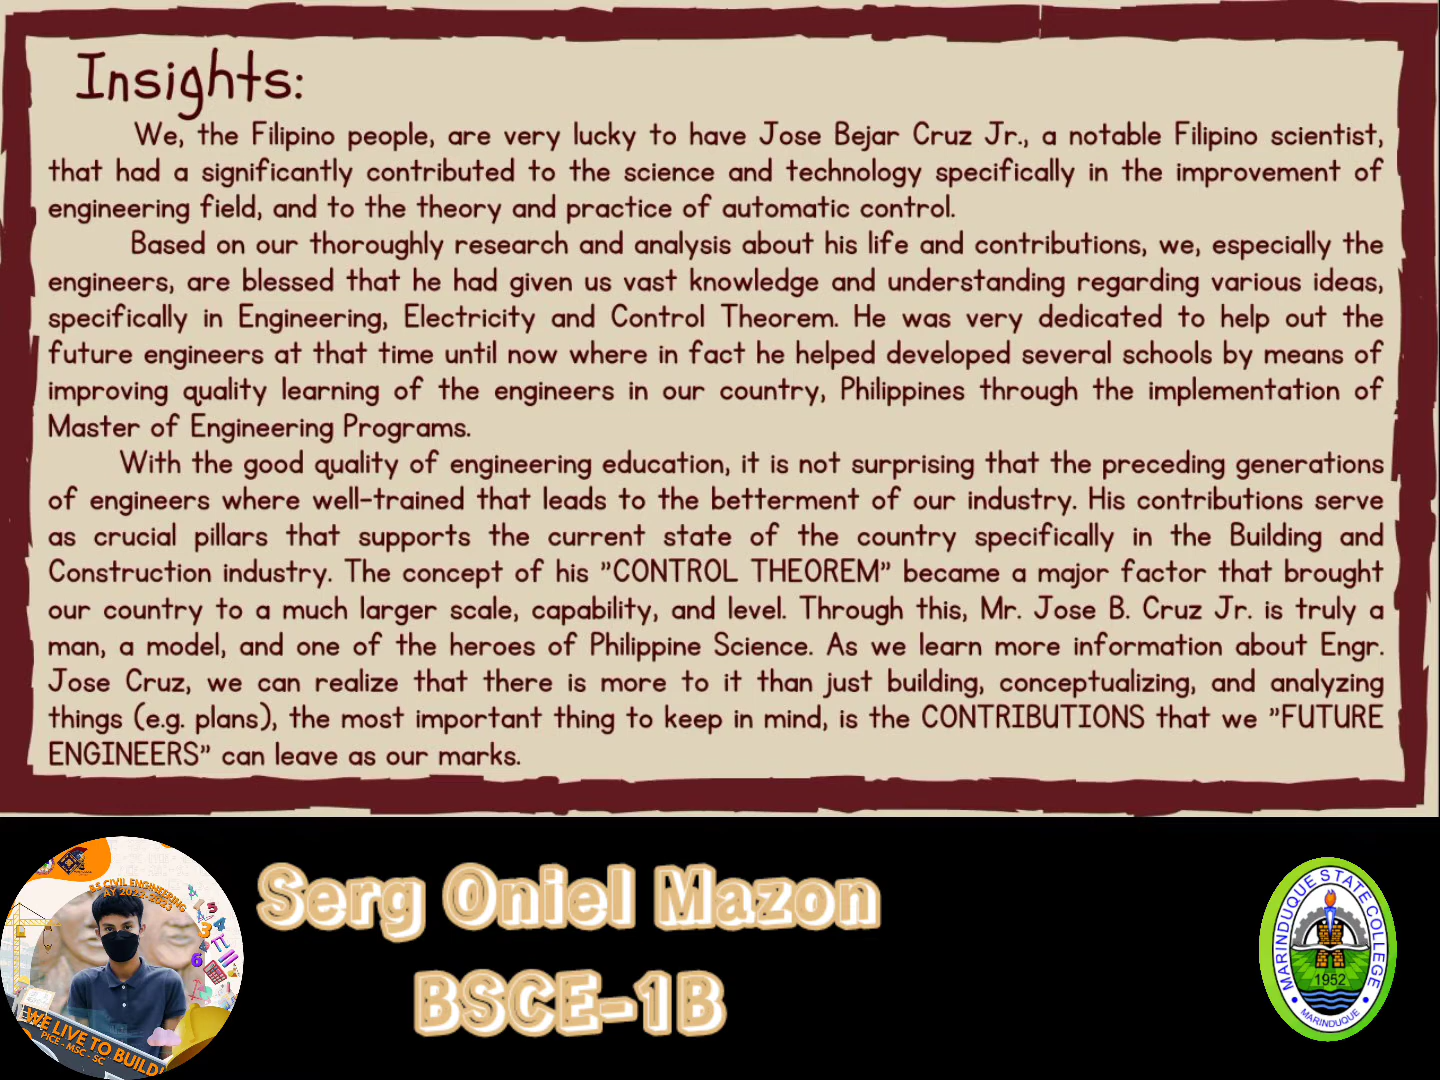 Insights:
We, the Filipino people, are very lucky to have Jose Bejar Cruz Jr., a notable Filipino scientist,
that had a significantly contributed to the science and technology specifically in the improvement of
engineering field, and to the theory and practice of automatic control.
Based on our thoroughly research and analysis about his life and contributions, we, especially the
engineers, are blessed that he had given us vast knowledge and understanding regarding various ideas,
specifically in Engineering, Electricity and Control Theorem. He was very dedicated to help out the
future engineers at that time until now where in fact he helped developed several schools by means of
improving quality learning of the engineers in our country, Philippines through the implementation of
Master of Engineering Programs.
With the good quality of engineering education, it is not surprising that the preceding generations
of engineers where well-trained that leads to the betterment of our industry. His contributions serve
as crucial pillars that supports the current state of the country specifically in the Building and
Construction industry. The concept of his "CONTROL THEOREM" became a major factor that brought
our country to a much larger scale, capability, and level. Through this, Mr. Jose B. Cruz Jr. is truly a
man, a model, and one of the heroes of Philippine Science. As we learn more information about Engr.
Jose Cruz, we can realize that there is more to it than just building, conceptualizing, and analyzing
things (e.g. plans), the most important thing to keep in mind, is the CONTRIBUTIONS that we "FUTURE
ENGINEERS" can leave as our marks.
BS CIVIL ENGINEERING
AY 2022-2023
WE LIVE TO BUILD!
PICE - MSC - SC
Serg Oniel Mazon
BSCE-1B
MARINDUQUE STATE COLLEGE
1952
MARINDUQUE